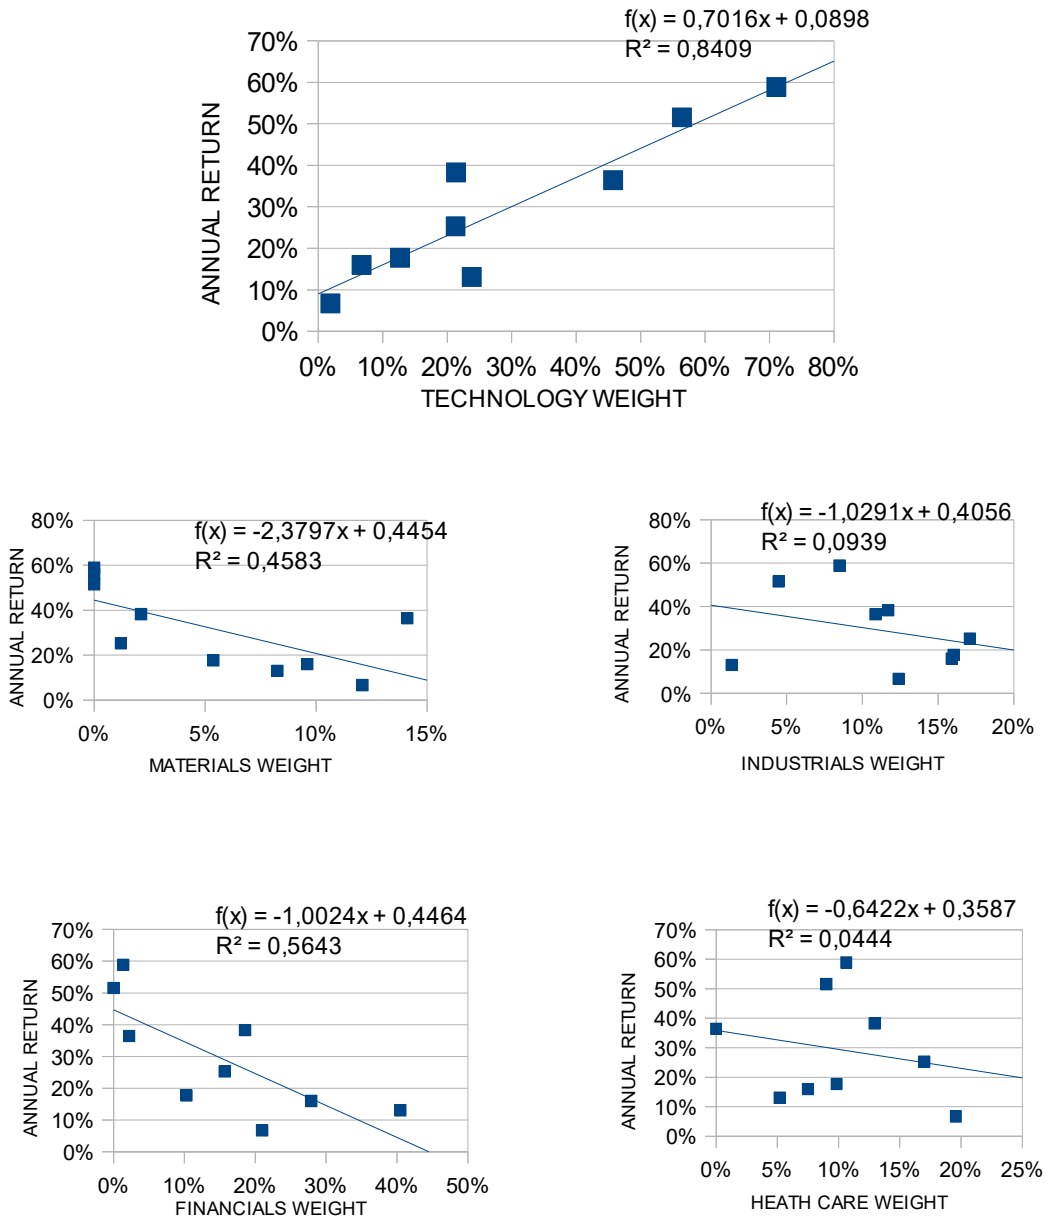 f(x) = 0,7016x + 0,0898
R² = 0,8409
70%
60%
50%
40%
30%
20%
10%
0%
ANNUAL RETURN
0% 10% 20% 30% 40% 50% 60% 70% 80%
TECHNOLOGY WEIGHT
f(x) = -2,3797x + 0,4454
R² = 0,4583
80%
60%
40%
20%
0%
ANNUAL RETURN
0% 5% 10% 15%
MATERIALS WEIGHT
f(x) = -1,0291x + 0,4056
R² = 0,0939
80%
60%
40%
20%
0%
ANNUAL RETURN
0% 5% 10% 15% 20%
INDUSTRIALS WEIGHT
f(x) = -1,0024x + 0,4464
R² = 0,5643
70%
60%
50%
40%
30%
20%
10%
0%
ANNUAL RETURN
0% 10% 20% 30% 40% 50%
FINANCIALS WEIGHT
f(x) = -0,6422x + 0,3587
R² = 0,0444
70%
60%
50%
40%
30%
20%
10%
0%
ANNUAL RETURN
0% 5% 10% 15% 20% 25%
HEATH CARE WEIGHT